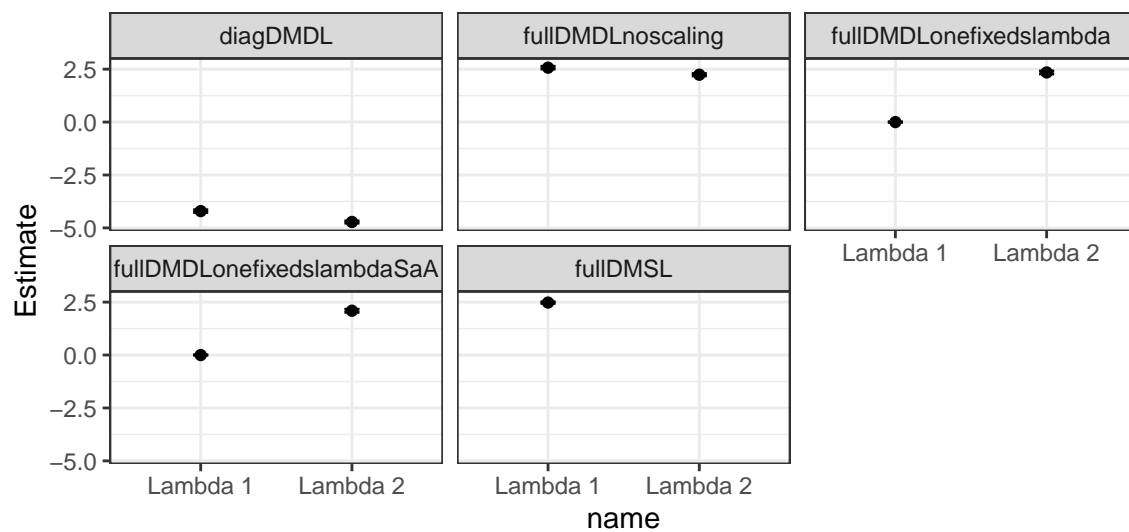 diagDMDL
fullDMDLnoscaling
fullDMDLonefixedslambda
2.5
0.0
−2.5
−5.0
Lambda 1
Lambda 2
fullDMDLonefixedslambdaSaA
fullDMSL
2.5
0.0
−2.5
−5.0
Lambda 1
Lambda 2
Lambda 1
Lambda 2
Estimate
name